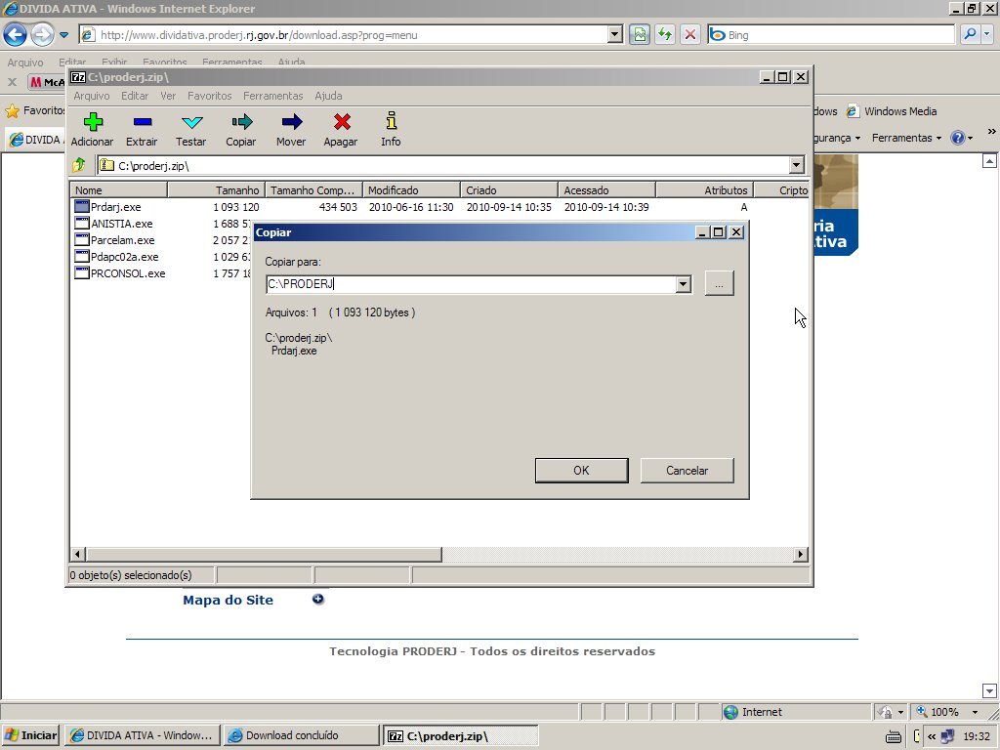 DIVIDA ATIVA - Windows Internet Explorer
http://www.dividativa.proderj.rj.gov.br/download.asp?prog=menu
Bing
Arquivo Editar Exibir Favoritos Ferramentas Ajuda
C:\proderj.zip\
X McA
Arquivo Editar Ver Favoritos Ferramentas Ajuda
Favoritos
dows Windows Media
Adicionar Extrair Testar Copiar Mover Apagar Info
DIVIDA
gurança Ferramentas »
C:\proderj.zip\
Nome Tamanho Tamanho Comp... Modificado Criado Acessado Atributos Cripto
Prdarj.exe 1 093 120 434 503 2010-06-16 11:30 2010-09-14 10:35 2010-09-14 10:39 A
ANISTIA.exe 1 688 5
Parcelam.exe 2 057 2
Pdapc02a.exe 1 029 6
PRCONSOL.exe 1 757 18
ria
tiva
Copiar
Copiar para:
C:\PRODERJ
...
Arquivos: 1 ( 1 093 120 bytes )
C:\proderj.zip\
Prdarj.exe
OK Cancelar
0 objeto(s) selecionado(s)
Mapa do Site
Tecnologia PRODERJ - Todos os direitos reservados
Internet 100%
Iniciar DIVIDA ATIVA - Window... Download concluído C:\proderj.zip\ « 19:32